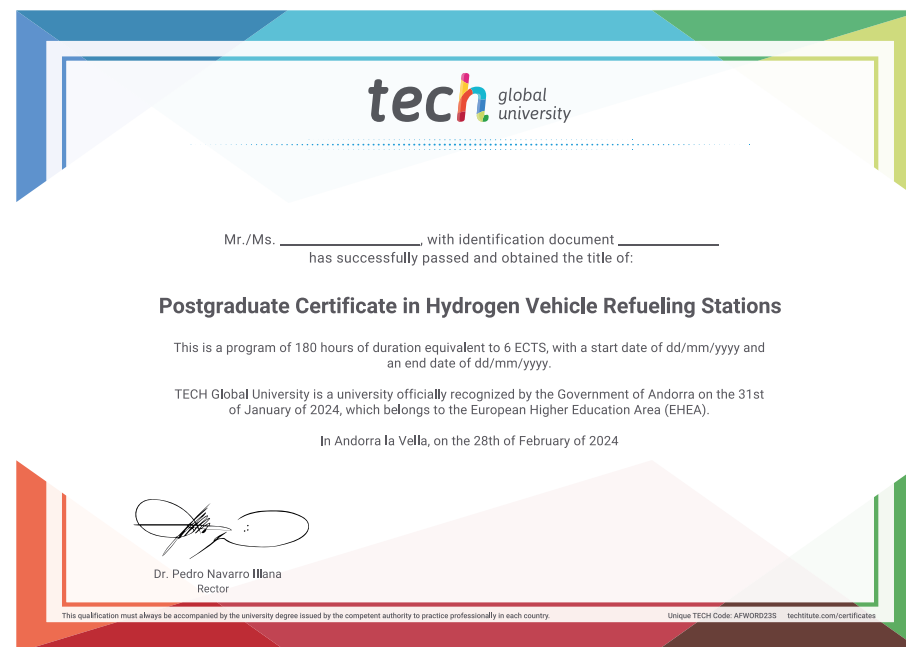 tech global university
Mr./Ms. ____________, with identification document ____________
has successfully passed and obtained the title of:
Postgraduate Certificate in Hydrogen Vehicle Refueling Stations
This is a program of 180 hours of duration equivalent to 6 ECTS, with a start date of dd/mm/yyyy and
an end date of dd/mm/yyyy.
TECH Global University is a university officially recognized by the Government of Andorra on the 31st
of January of 2024, which belongs to the European Higher Education Area (EHEA).
In Andorra la Vella, on the 28th of February of 2024
Dr. Pedro Navarro Illana
Rector
This qualification must always be accompanied by the university degree issued by the competent authority to practice professionally in each country.
Unique TECH Code: AFWORD23S techtitute.com/certificates